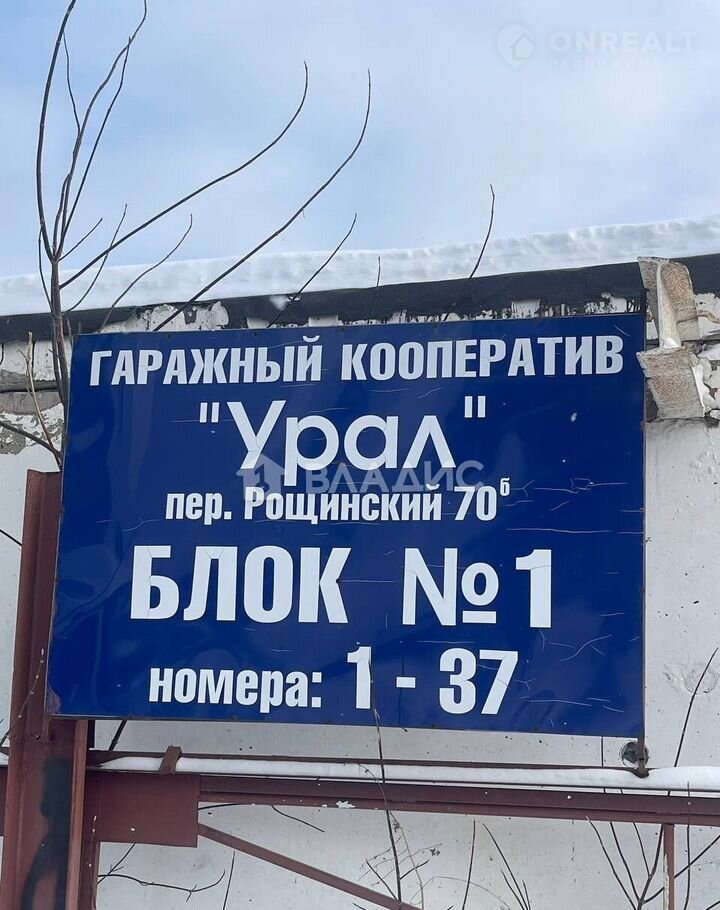 ONREALT
НЕДВИЖИМОСТЬ
ГАРАЖНЫЙ КООПЕРАТИВ
"Урал"
ВЛАДИС
пер. Рощинский 70б
БЛОК №1
номера: 1 - 37